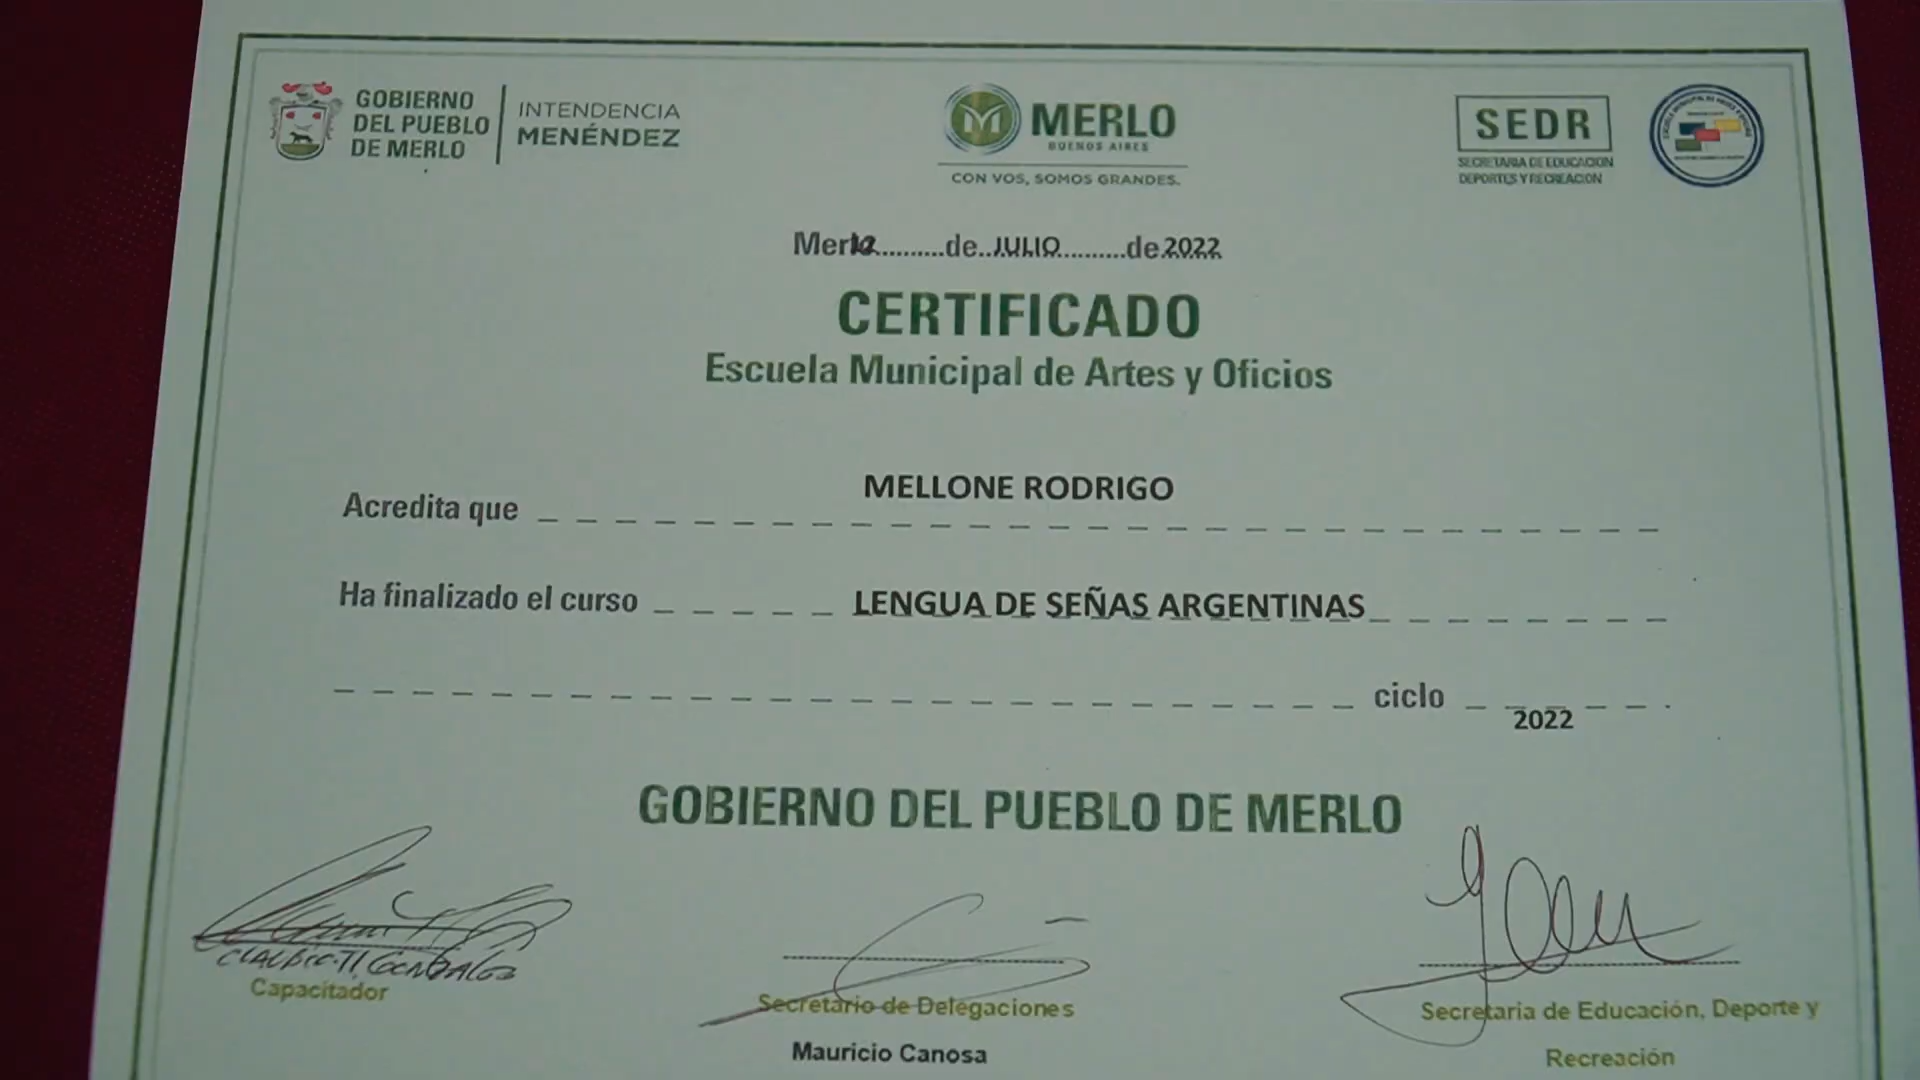 GOBIERNO
DEL PUEBLO
DE MERLO
INTENDENCIA
MENÉNDEZ
MERLO
BUENOS AIRES
CON VOS, SOMOS GRANDES.
SEDR
SECRETARIA DE EDUCACION
DEPORTES Y RECREACION
Merlo 12.........de..JULIO.........de 2022
CERTIFICADO
Escuela Municipal de Artes y Oficios
Acredita que MELLONE RODRIGO
Ha finalizado el curso LENGUA DE SEÑAS ARGENTINAS
ciclo 2022
GOBIERNO DEL PUEBLO DE MERLO
Capacitador
Secretario de Delegaciones
Mauricio Canosa
Secretaria de Educación, Deporte y
Recreación